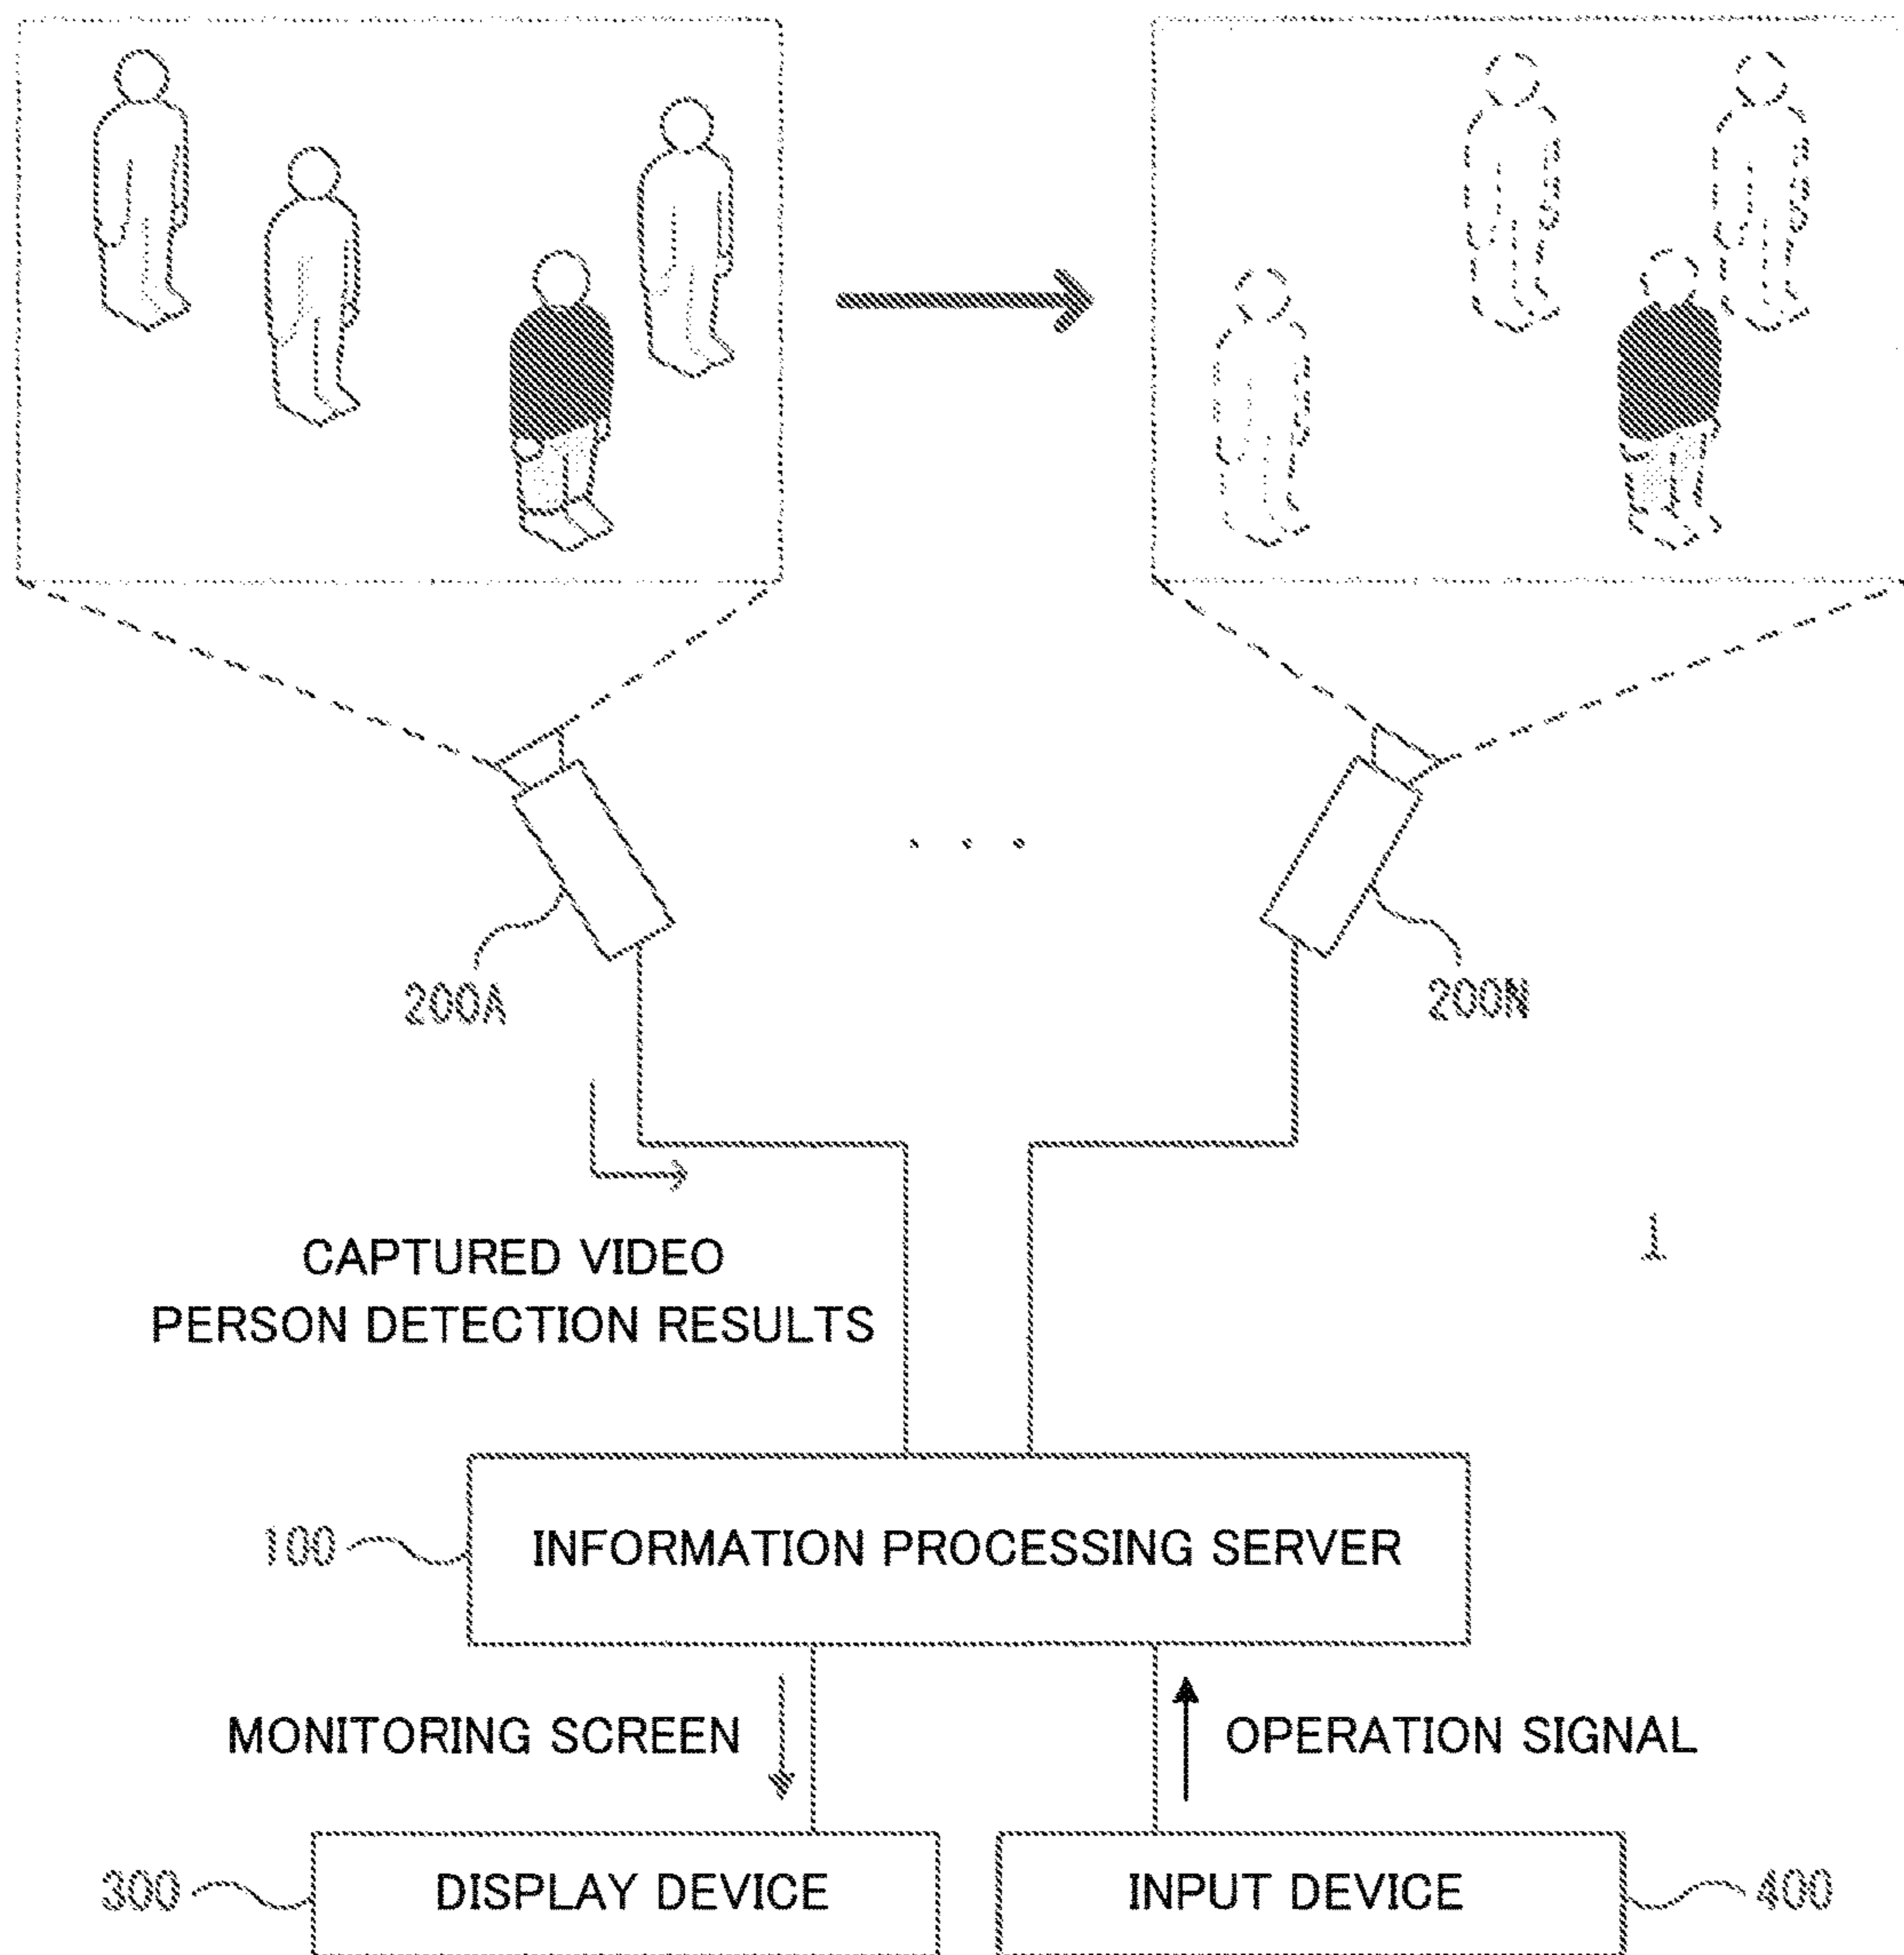 200A
200N
CAPTURED VIDEO
PERSON DETECTION RESULTS
1
100
INFORMATION PROCESSING SERVER
MONITORING SCREEN
OPERATION SIGNAL
300
DISPLAY DEVICE
INPUT DEVICE
400